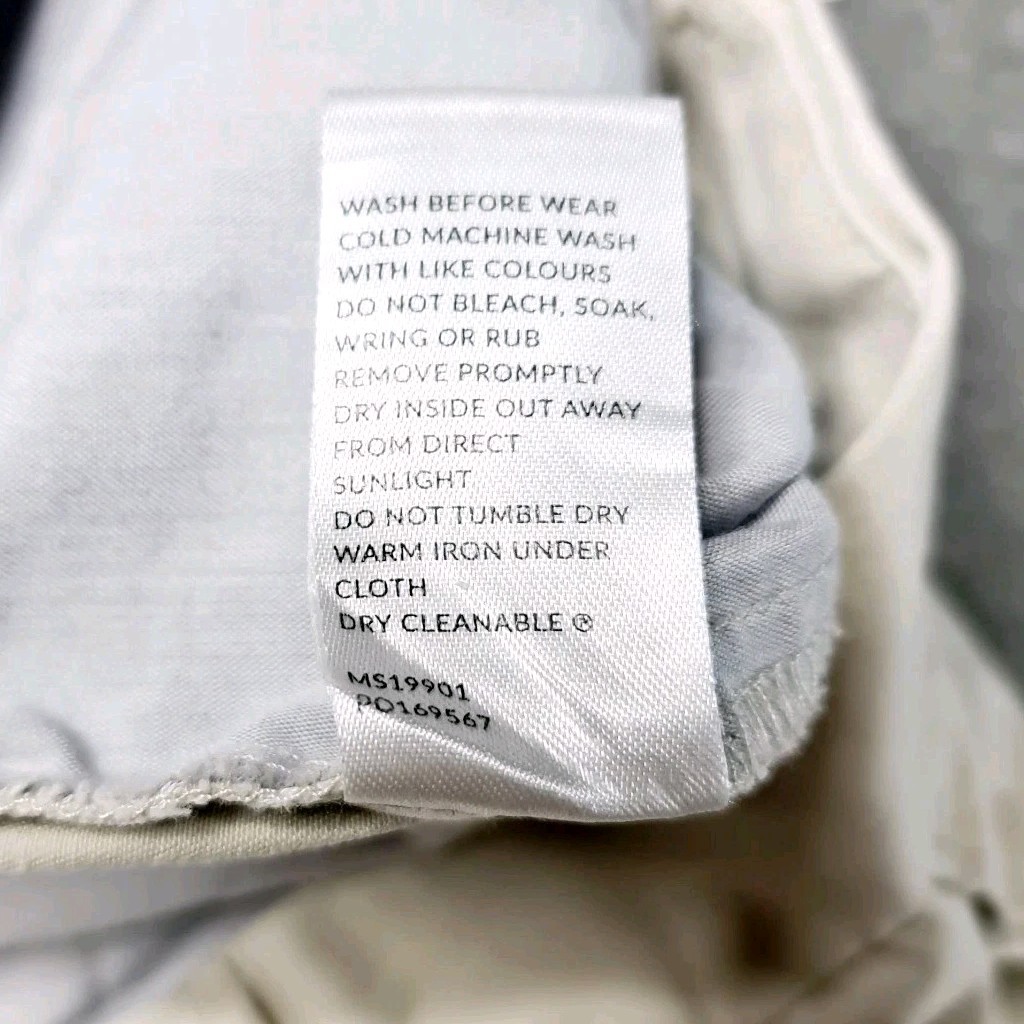 WASH BEFORE WEAR
COLD MACHINE WASH
WITH LIKE COLOURS
DO NOT BLEACH, SOAK,
WRING OR RUB
REMOVE PROMPTLY
DRY INSIDE OUT AWAY
FROM DIRECT
SUNLIGHT
DO NOT TUMBLE DRY
WARM IRON UNDER
CLOTH
DRY CLEANABLE Ⓟ
MS19901
PO169567